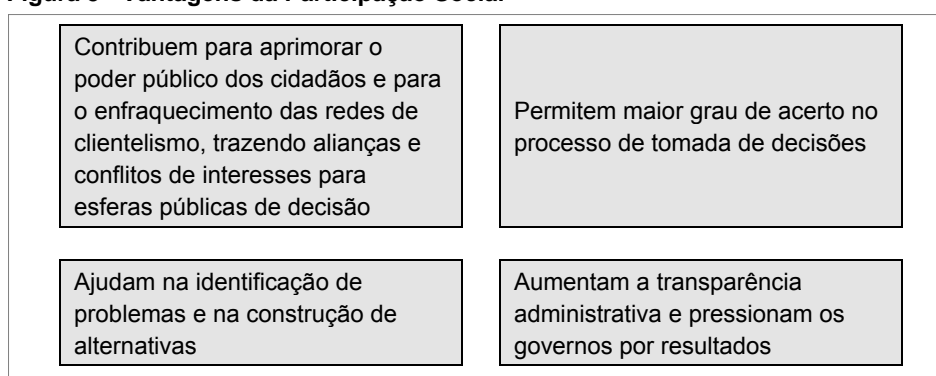 Contribuem para aprimorar o
poder público dos cidadãos e para
o enfraquecimento das redes de
clientelismo, trazendo alianças e
conflitos de interesses para
esferas públicas de decisão
Permitem maior grau de acerto no
processo de tomada de decisões
Ajudam na identificação de
problemas e na construção de
alternativas
Aumentam a transparência
administrativa e pressionam os
governos por resultados